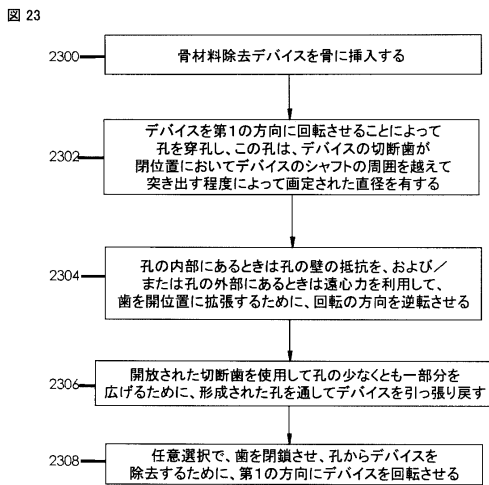 図 23
2300
骨材料除去デバイスを骨に挿入する
2302
デバイスを第1の方向に回転させることによって
孔を穿孔し、この孔は、デバイスの切断歯が
閉位置においてデバイスのシャフトの周囲を越えて
突き出す程度によって画定された直径を有する
2304
孔の内部にあるときは孔の壁の抵抗を、および/
または孔の外部にあるときは遠心力を利用して、
歯を開位置に拡張するために、回転の方向を逆転させる
2306
開放された切断歯を使用して孔の少なくとも一部分を
広げるために、形成された孔を通してデバイスを引っ張り戻す
2308
任意選択で、歯を閉鎖させ、孔からデバイスを
除去するために、第1の方向にデバイスを回転させる